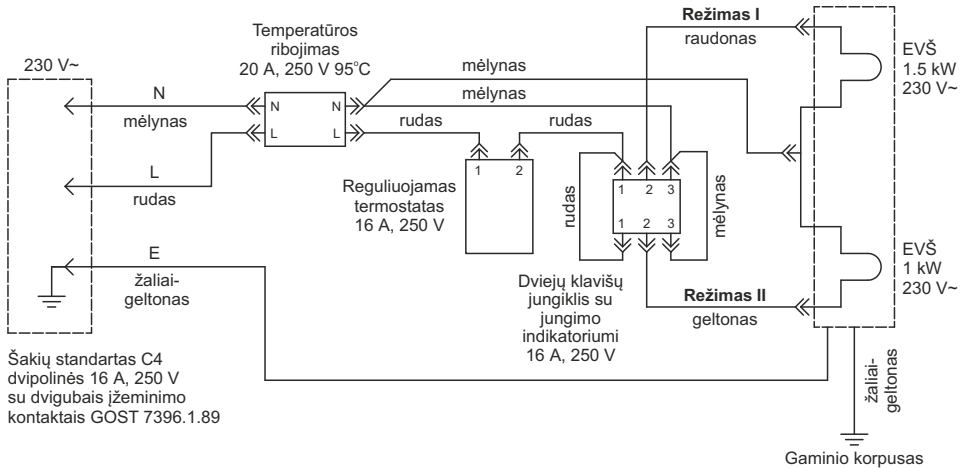 230 V~
N
mėlynas
L
rudas
E
žaliai-
geltonas
Šakių standartas C4
dvipolinės 16 A, 250 V
su dvigubais įžeminimo
kontaktais GOST 7396.1.89
Temperatūros
ribojimas
20 A, 250 V 95°C
N
N
L
L
mėlynas
mėlynas
rudas
rudas
1
2
Reguliuojamas
termostatas
16 A, 250 V
Režimas I
raudonas
1
2
3
1
2
3
rudas
mėlynas
Dviejų klavišų
jungiklis su
jungimo
indikatoriumi
16 A, 250 V
Režimas II
geltonas
EVŠ
1.5 kW
230 V~
EVŠ
1 kW
230 V~
žaliai-
geltonas
Gaminio korpusas